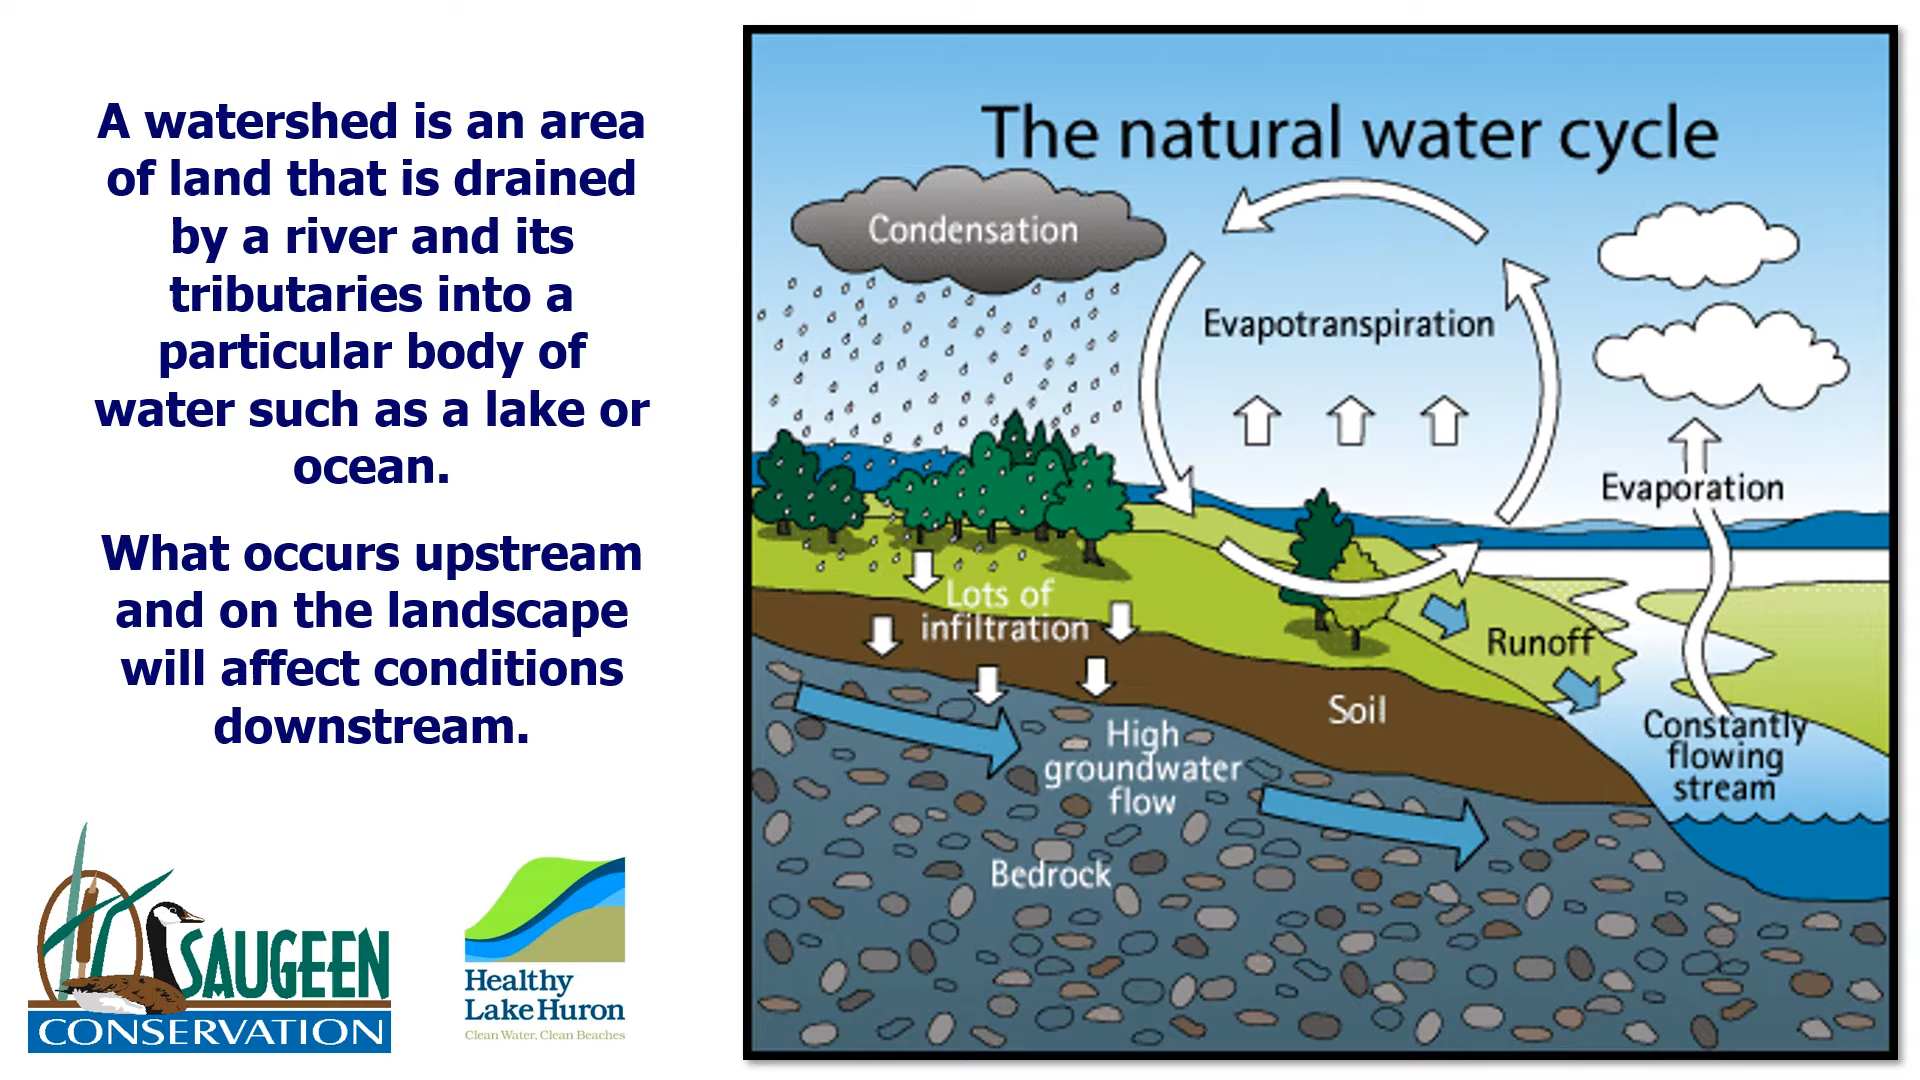 A watershed is an area
of land that is drained
by a river and its
tributaries into a
particular body of
water such as a lake or
ocean.
What occurs upstream
and on the landscape
will affect conditions
downstream.
SAUGEEN
CONSERVATION
Healthy
Lake Huron
Clean Water, Clean Beaches
The natural water cycle
Condensation
Evapotranspiration
Evaporation
Lots of
infiltration
Runoff
Soil
Constantly
flowing
stream
High
groundwater
flow
Bedrock